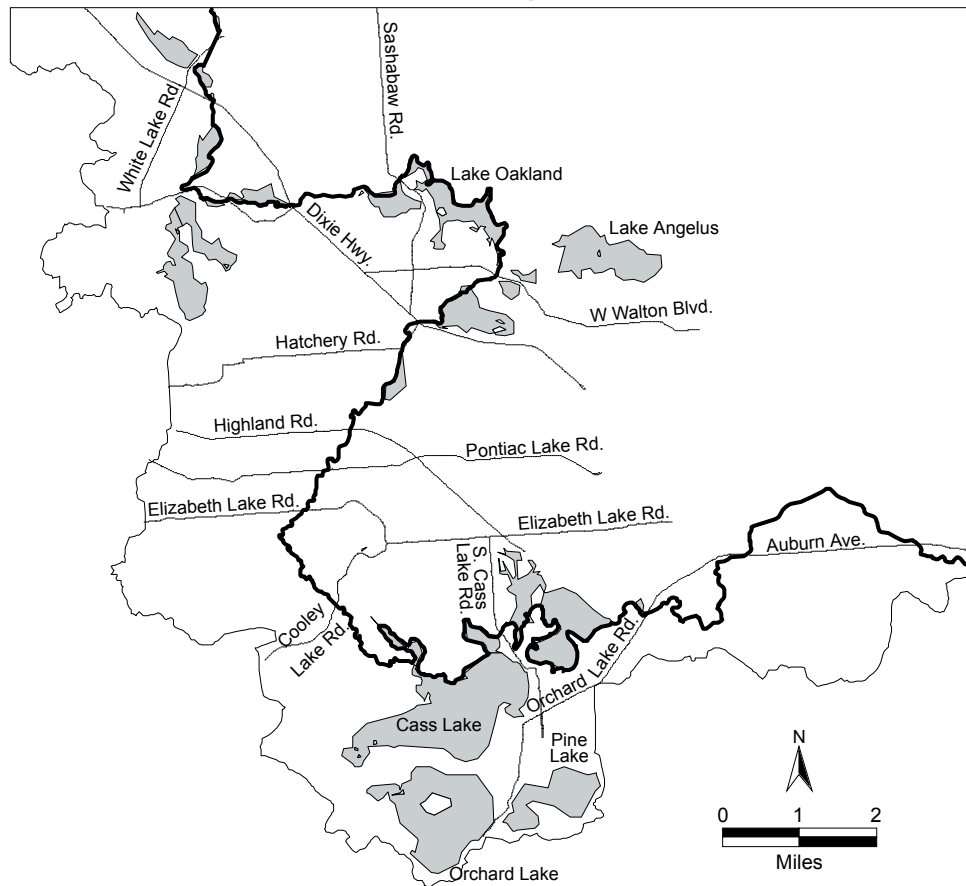 Sashabaw Rd.
White Lake Rd.
Lake Oakland
Lake Angelus
Dixie Hwy.
W Walton Blvd.
Hatchery Rd.
Highland Rd.
Pontiac Lake Rd.
Elizabeth Lake Rd.
Elizabeth Lake Rd.
Auburn Ave.
S. Cass
Lake Rd.
Cooley
Lake Rd.
Orchard Lake Rd.
Cass Lake
Pine
Lake
N
0 1 2
Miles
Orchard Lake